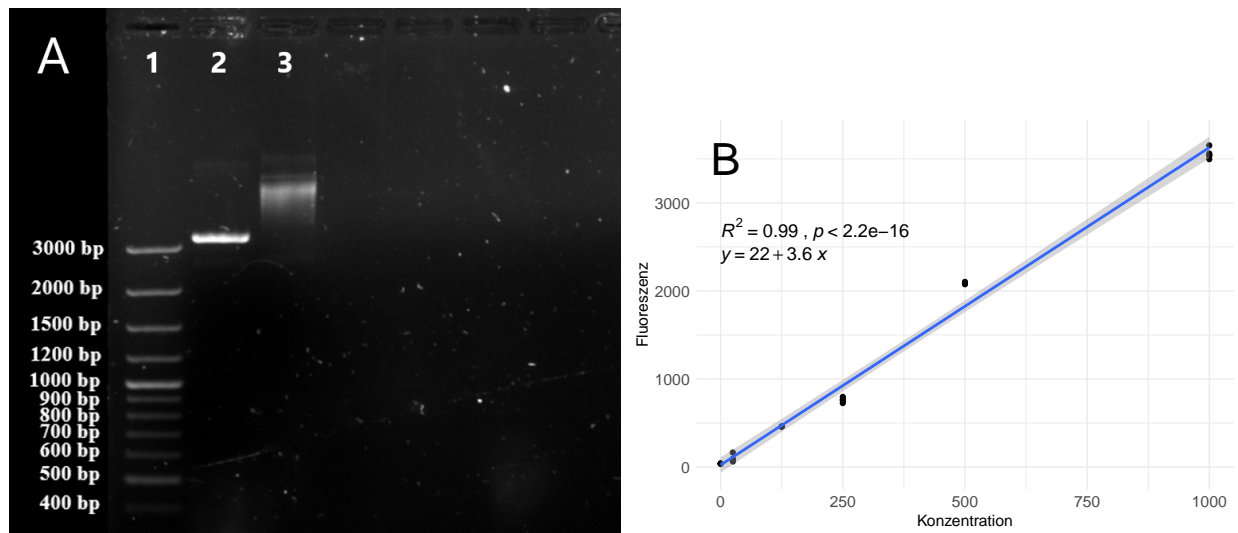 A
1 2 3
3000 bp
2000 bp
1500 bp
1200 bp
1000 bp
900 bp
800 bp
700 bp
600 bp
500 bp
400 bp
B
R² = 0.99 , p < 2.2e−16
y = 22 + 3.6 x
Fluoreszenz
3000
2000
1000
0
0 250 500 750 1000
Konzentration